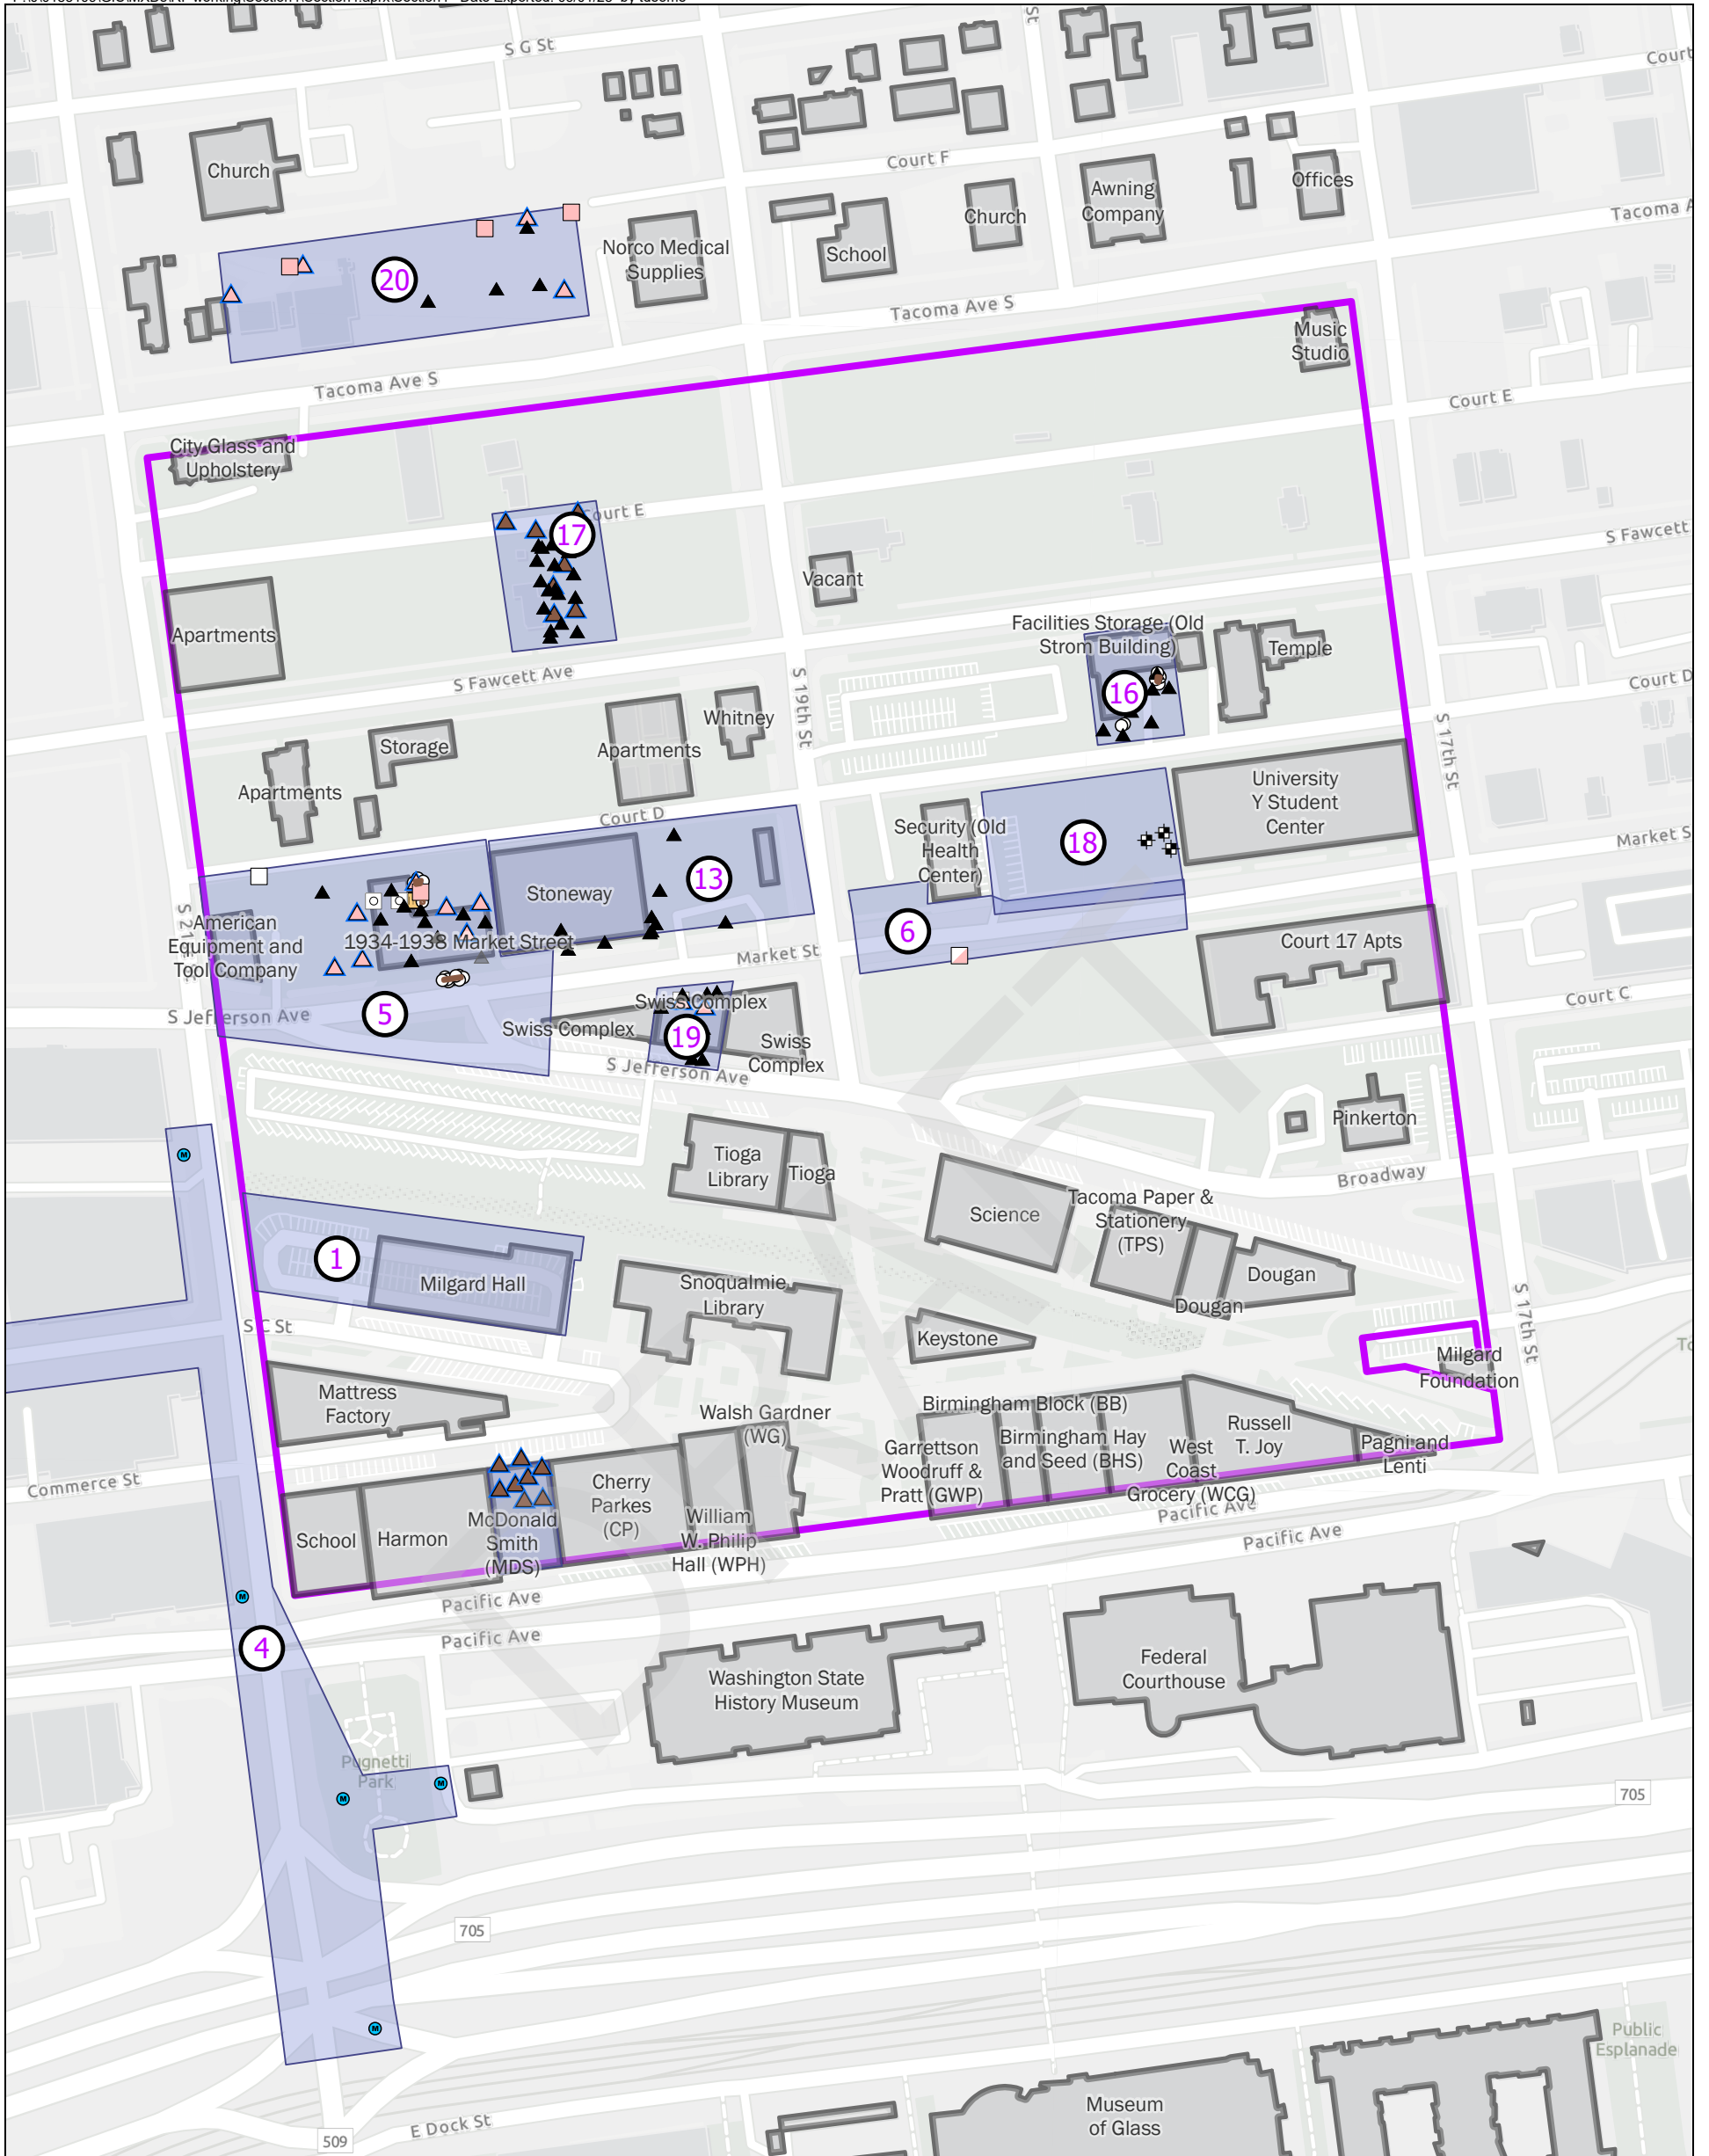 S G St
St
Court
Church
Court F
Church
Awning
Company
Offices
Tacoma A
Norco Medical
Supplies
School
20
Tacoma Ave S
Music
Studio
Tacoma Ave S
Court E
City Glass and
Upholstery
Court E
17
S Fawcett
Vacant
Apartments
Facilities Storage (Old
Strom Building)
Temple
S Fawcett Ave
S 19th St
16
Court D
Whitney
Storage
Apartments
S 17th St
Apartments
University
Y Student
Center
Court D
Security (Old
Health
Center)
18
Market S
13
Stoneway
American
Equipment and
Tool Company
1934-1938 Market Street
6
Court 17 Apts
Market St
Court C
Swiss Complex
5
S Jefferson Ave
Swiss Complex
19
Swiss
Complex
S Jefferson Ave
Pinkerton
Tioga
Library
Tioga
Broadway
Science
Tacoma Paper &
Stationery
(TPS)
1
Milgard Hall
Dougan
Snoqualmie
Library
Dougan
S C St
Keystone
S 17th St
Milgard
Foundation
Mattress
Factory
Walsh Gardner
(WG)
Birmingham Block (BB)
Garrettson
Woodruff &
Pratt (GWP)
Birmingham Hay
and Seed (BHS)
West
Coast
Grocery (WCG)
Russell
T. Joy
Pagni and
Lenti
Commerce St
Cherry
Parkes
(CP)
School
Harmon
McDonald
Smith
(MDS)
William
W. Philip
Hall (WPH)
Pacific Ave
Pacific Ave
Pacific Ave
Pacific Ave
4
Washington State
History Museum
Federal
Courthouse
Pugnetti
Park
705
705
Public
Esplanade
Museum
of Glass
E Dock St
509
DRAFT